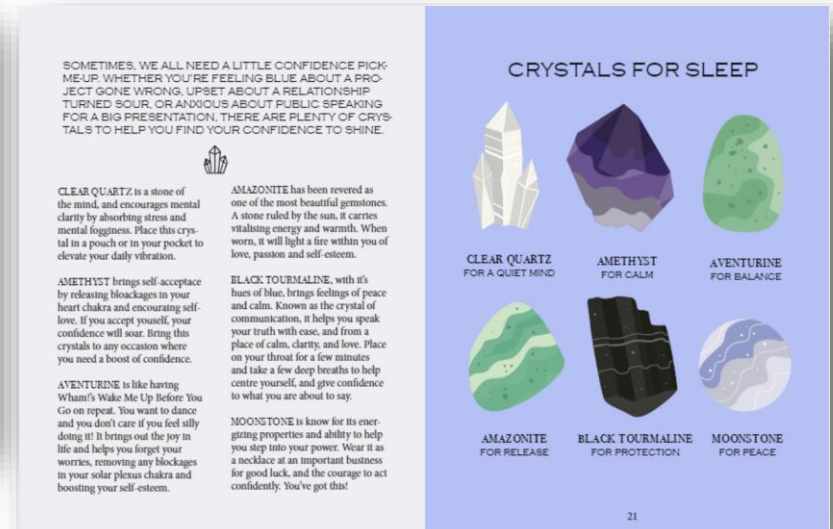 SOMETIMES, WE ALL NEED A LITTLE CONFIDENCE PICK-
ME-UP. WHETHER YOU'RE FEELING BLUE ABOUT A PRO-
JECT GONE WRONG, UPSET ABOUT A RELATIONSHIP
TURNED SOUR, OR ANXIOUS ABOUT PUBLIC SPEAKING
FOR A BIG PRESENTATION, THERE ARE PLENTY OF CRYS-
TALS TO HELP YOU FIND YOUR CONFIDENCE TO SHINE.
CLEAR QUARTZ is a stone of
the mind, and encourages mental
clarity by absorbing stress and
mental fogginess. Place this crys-
tal in a pouch or in your pocket to
elevate your daily vibration.
AMETHYST brings self-acceptace
by releasing bloackages in your
heart chakra and encouraing self-
love. If you accept youself, your
confidence will soar. Bring this
crystals to any occasion where
you need a boost of confidence.
AVENTURINE is like having
Wham!'s Wake Me Up Before You
Go on repeat. You want to dance
and you don't care if you feel silly
doing it! It brings out the joy in
life and helps you forget your
worries, removing any blockages
in your solar plexus chakra and
boosting your self-esteem.
AMAZONITE has been revered as
one of the most beautiful gemstones.
A stone ruled by the sun, it carries
vitalising energy and warmth. When
worn, it will light a fire within you of
love, passion and self-esteem.
BLACK TOURMALINE, with it's
hues of blue, brings feelings of peace
and calm. Known as the crystal of
communication, it helps you speak
your truth with ease, and from a
place of calm, clarity, and love. Place
on your throat for a few minutes
and take a few deep breaths to help
centre yourself, and give confidence
to what you are about to say.
MOONSTONE is know for its ener-
gizing properties and ability to help
you step into your power. Wear it as
a necklace at an important business
for good luck, and the courage to act
confidently. You've got this!
CRYSTALS FOR SLEEP
CLEAR QUARTZ
FOR A QUIET MIND
AMETHYST
FOR CALM
AVENTURINE
FOR BALANCE
AMAZONITE
FOR RELEASE
BLACK TOURMALINE
FOR PROTECTION
MOONSTONE
FOR PEACE
21